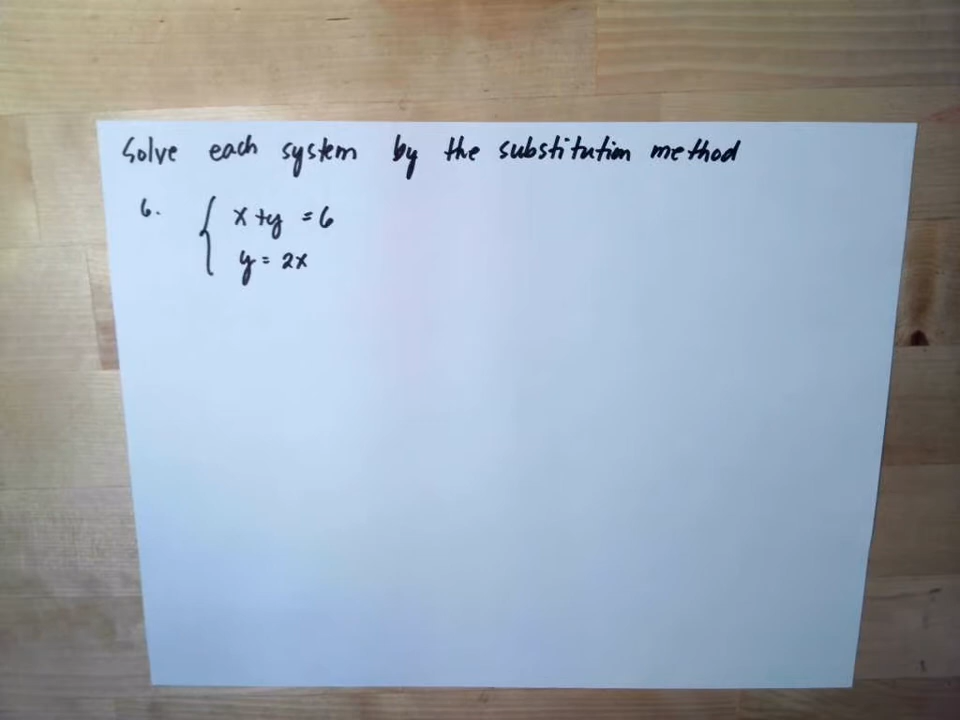 Solve each system by the substitution method
6. { x + y = 6
y = 2x